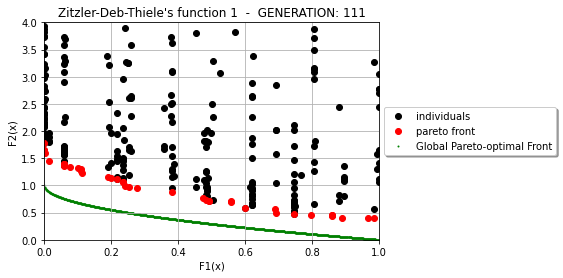 Zitzler-Deb-Thiele's function 1 - GENERATION: 111
4.0
3.5
3.0
2.5
2.0
1.5
1.0
0.5
0.0
F2(x)
0.0 0.2 0.4 0.6 0.8 1.0
F1(x)
individuals
pareto front
Global Pareto-optimal Front